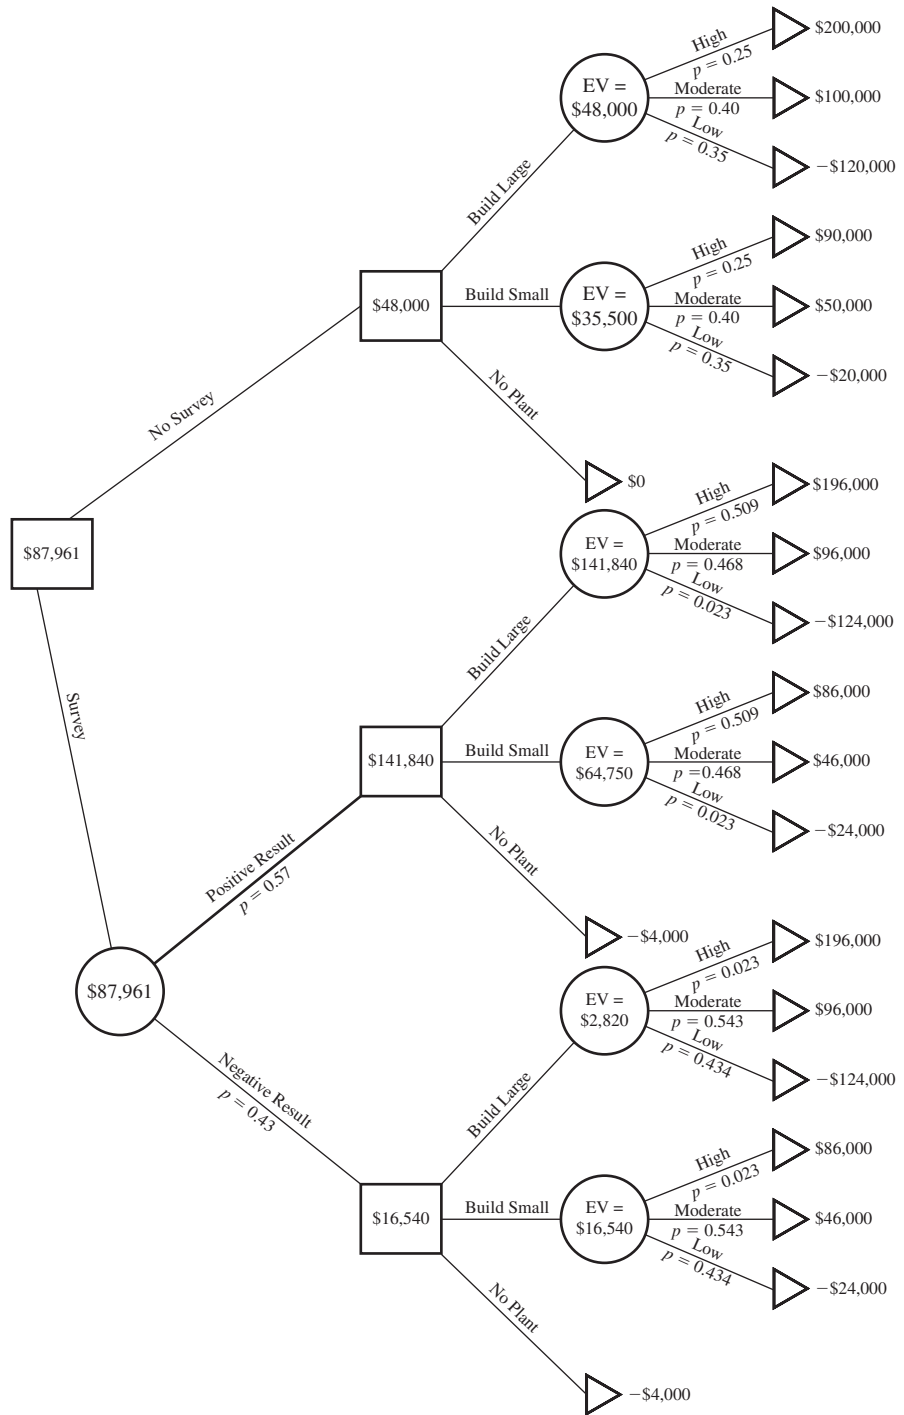 High
p = 0.25
$200,000
EV =
$48,000
Moderate
p = 0.40
$100,000
Low
p = 0.35
−$120,000
Build Large
High
p = 0.25
$90,000
$48,000
Build Small
EV =
$35,500
Moderate
p = 0.40
$50,000
Low
p = 0.35
−$20,000
No Plant
$0
No Survey
$87,961
High
p = 0.509
$196,000
EV =
$141,840
Moderate
p = 0.468
$96,000
Low
p = 0.023
−$124,000
Build Large
Survey
High
p = 0.509
$86,000
$141,840
Build Small
EV =
$64,750
Moderate
p =0.468
$46,000
Low
p = 0.023
−$24,000
No Plant
−$4,000
Positive Result
p = 0.57
$87,961
High
p = 0.023
$196,000
EV =
$2,820
Moderate
p = 0.543
$96,000
Low
p = 0.434
−$124,000
Build Large
Negative Result
p = 0.43
High
p = 0.023
$86,000
$16,540
Build Small
EV =
$16,540
Moderate
p = 0.543
$46,000
Low
p = 0.434
−$24,000
No Plant
−$4,000